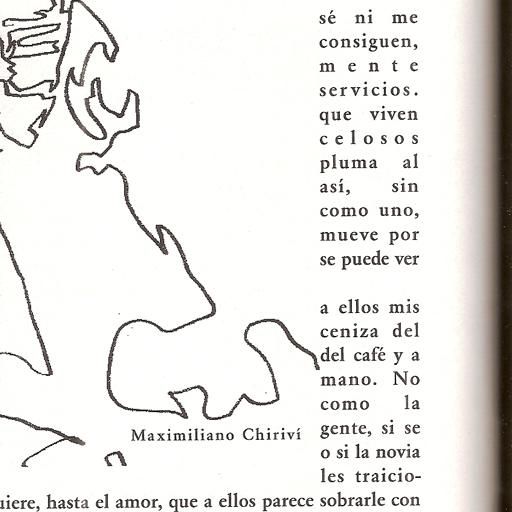 sé ni me
consiguen,
mente
servicios.
que viven
celosos
pluma al
así, sin
como uno,
mueve por
se puede ver
a ellos mis
ceniza del
del café y a
mano. No
como la
gente, si se
o si la novia
les traicio-
Maximiliano Chiriví
uiere, hasta el amor, que a ellos parece sobrarle con